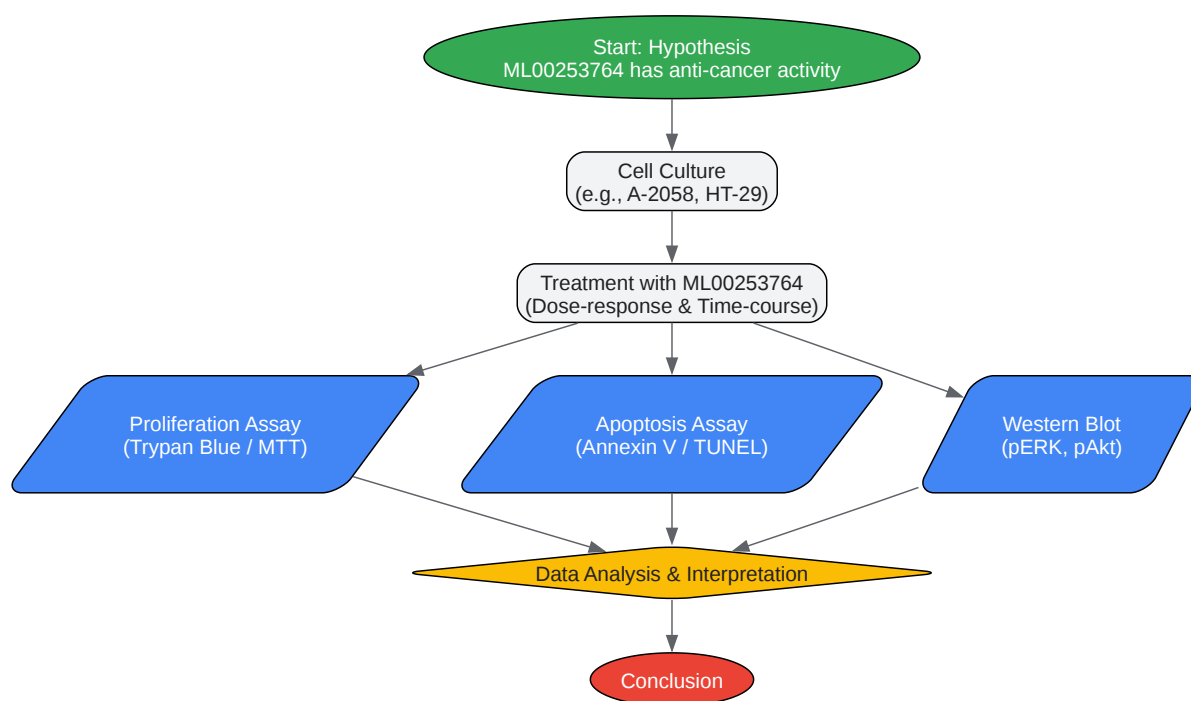 Start: Hypothesis
ML00253764 has anti-cancer activity
Cell Culture
(e.g., A-2058, HT-29)
Treatment with ML00253764
(Dose-response & Time-course)
Proliferation Assay
(Trypan Blue / MTT)
Apoptosis Assay
(Annexin V / TUNEL)
Western Blot
(pERK, pAkt)
Data Analysis & Interpretation
Conclusion